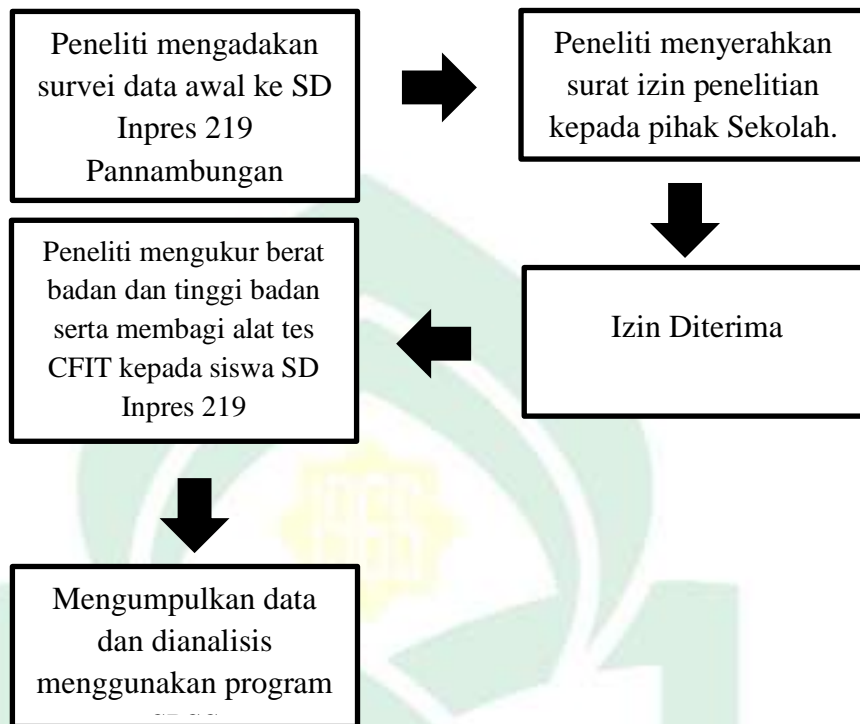 Peneliti mengadakan
survei data awal ke SD
Inpres 219
Pannambungan
Peneliti menyerahkan
surat izin penelitian
kepada pihak Sekolah.
Izin Diterima
Peneliti mengukur berat
badan dan tinggi badan
serta membagi alat tes
CFIT kepada siswa SD
Inpres 219
Mengumpulkan data
dan dianalisis
menggunakan program